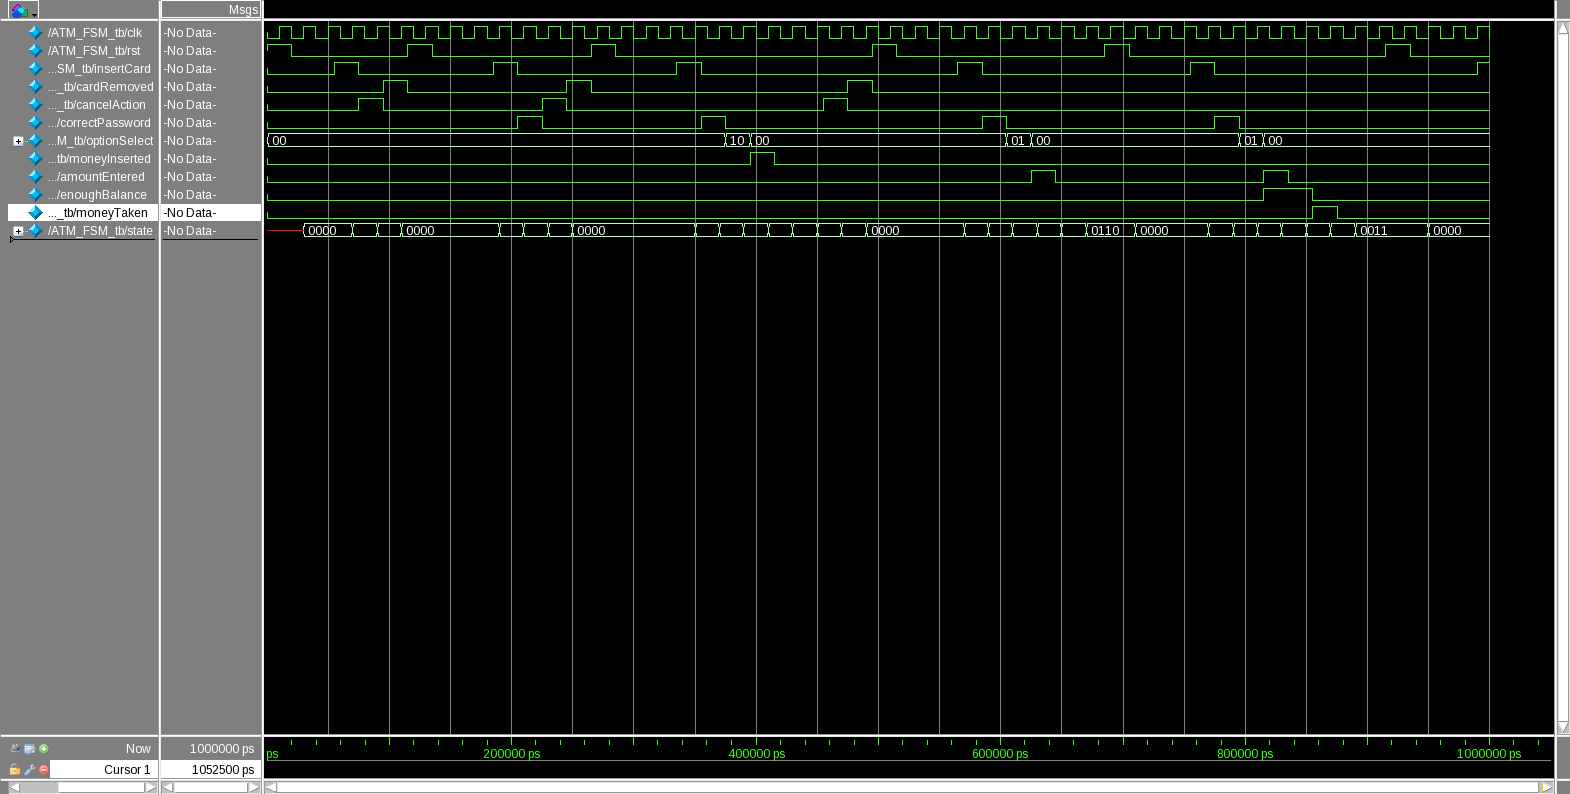 Msgs
/ATM_FSM_tb/clk -No Data-
/ATM_FSM_tb/rst -No Data-
...SM_tb/insertCard -No Data-
..._tb/cardRemoved -No Data-
..._tb/cancelAction -No Data-
.../correctPassword -No Data-
...M_tb/optionSelect -No Data- 00 10 00 01 00 01 00
...tb/moneyInserted -No Data-
.../amountEntered -No Data-
.../enoughBalance -No Data-
..._tb/moneyTaken -No Data-
/ATM_FSM_tb/state -No Data- 0000 0000 0000 0000 0110 0000 0011 0000
Now 1000000 ps ps 200000 ps 400000 ps 600000 ps 800000 ps 1000000 ps
Cursor 1 1052500 ps